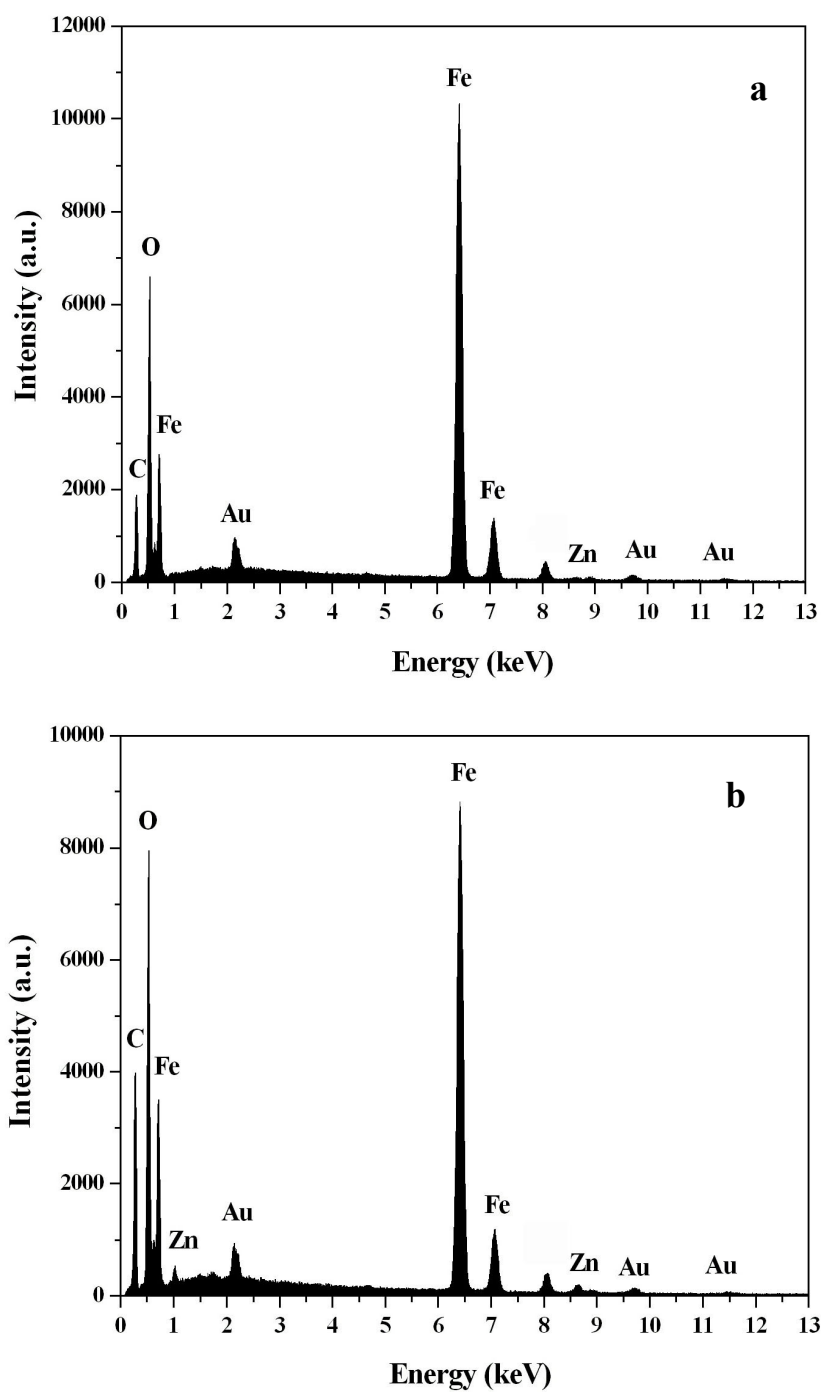 12000
a
Fe
10000
8000
O
6000
Intensity (a.u.)
4000
Fe
C
2000
Au
Fe
Zn
Au
Au
0
0 1 2 3 4 5 6 7 8 9 10 11 12 13
Energy (keV)
10000
Fe
b
O
8000
6000
Intensity (a.u.)
C
4000
Fe
2000
Zn
Au
Fe
Zn
Au
Au
0
0 1 2 3 4 5 6 7 8 9 10 11 12 13
Energy (keV)